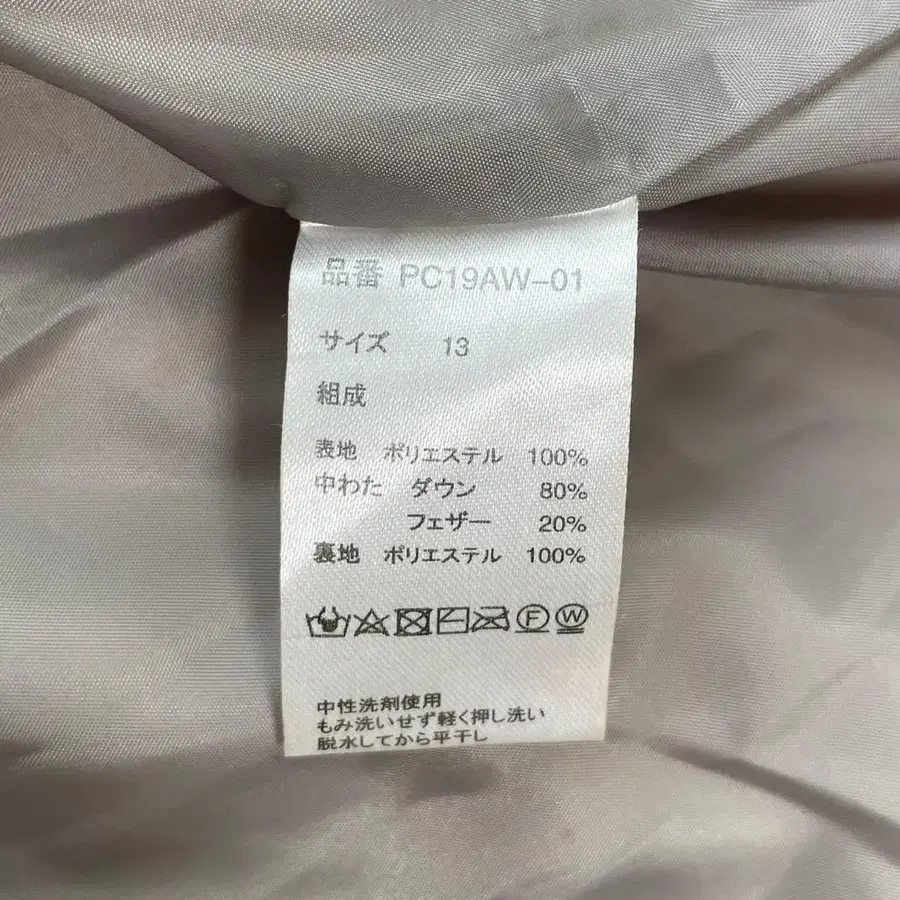 品番 PC19AW-01
サイズ 13
組成
表地 ポリエステル 100%
中わた ダウン 80%
フェザー 20%
裏地 ポリエステル 100%
F W
中性洗剤使用
もみ洗いせず軽く押し洗い
脱水してから平干し